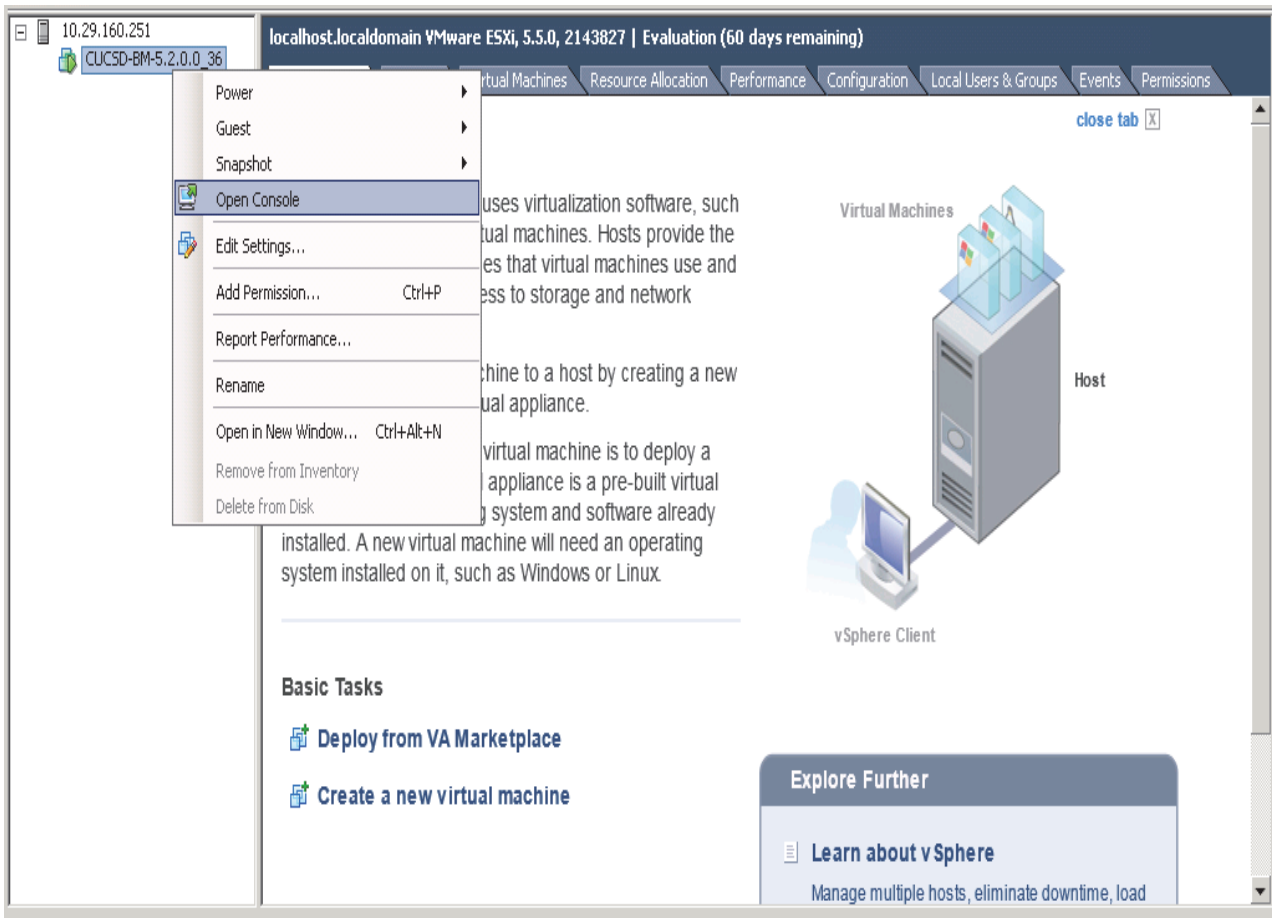 10.29.160.251
CUCSD-BM-5.2.0.0_36
localhost.localdomain VMware ESXi, 5.5.0, 2143827 | Evaluation (60 days remaining)
rtual Machines
Resource Allocation
Performance
Configuration
Local Users & Groups
Events
Permissions
Power
Guest
Snapshot
Open Console
Edit Settings...
Add Permission... Ctrl+P
Report Performance...
Rename
Open in New Window... Ctrl+Alt+N
Remove from Inventory
Delete from Disk
close tab X
uses virtualization software, such
tual machines. Hosts provide the
es that virtual machines use and
ess to storage and network
chine to a host by creating a new
ual appliance.
virtual machine is to deploy a
appliance is a pre-built virtual
g system and software already
installed. A new virtual machine will need an operating
system installed on it, such as Windows or Linux.
Virtual Machines
Host
vSphere Client
Basic Tasks
Deploy from VA Marketplace
Create a new virtual machine
Explore Further
Learn about vSphere
Manage multiple hosts, eliminate downtime, load